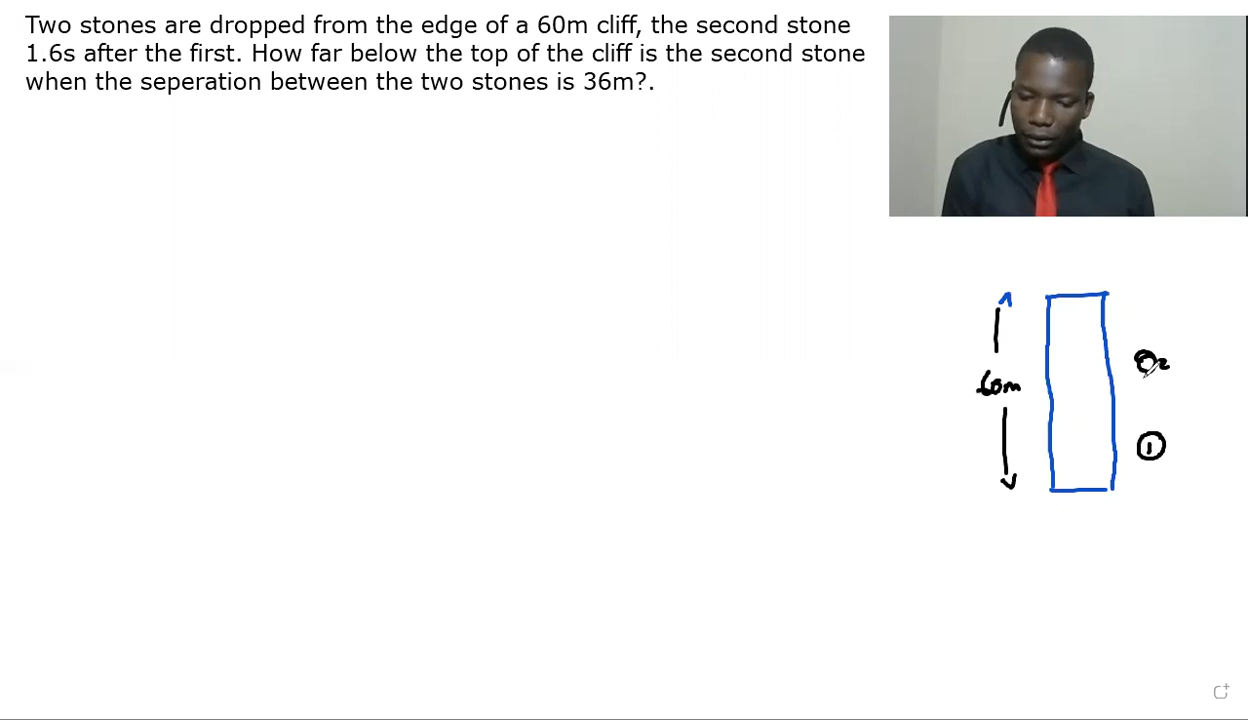 Two stones are dropped from the edge of a 60m cliff, the second stone
1.6s after the first. How far below the top of the cliff is the second stone
when the seperation between the two stones is 36m?.
60m
2
1